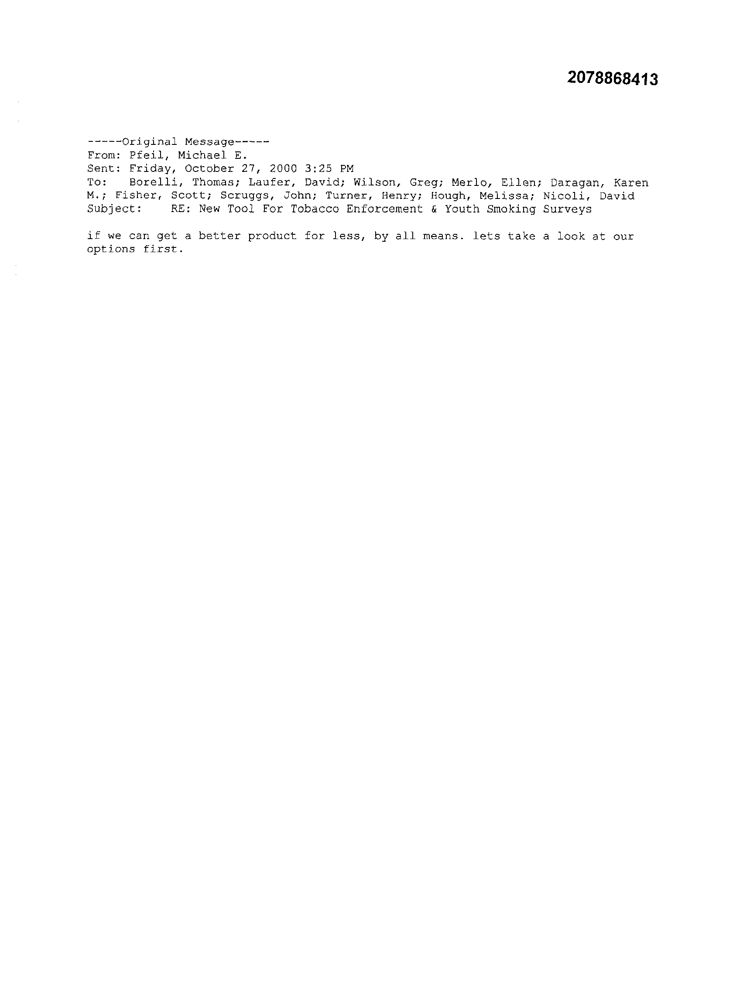 2078868413
-----Original Message-----
From: Pfeil, Michael E.
Sent: Friday, October 27, 2000 3:25 PM
To: Borelli, Thomas; Laufer, David; Wilson, Greg; Merlo, Ellen; Daragan, Karen
M.; Fisher, Scott; Scruggs, John; Turner, Henry; Hough, Melissa; Nicoli, David
Subject: RE: New Tool For Tobacco Enforcement & Youth Smoking Surveys
if we can get a better product for less, by all means. lets take a look at our
options first.